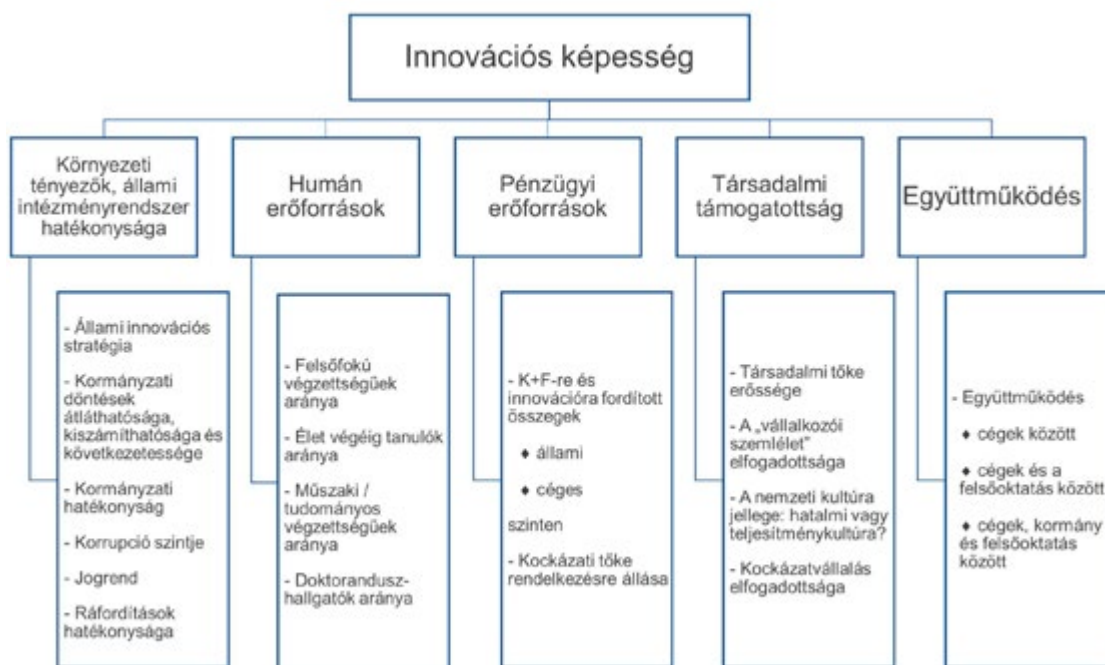 Innovációs képesség
Környezeti
tényezők, állami
intézményrendszer
hatékonysága
- Állami innovációs
stratégia
- Kormányzati
döntések
átláthatósága,
kiszámíthatósága és
következetessége
- Kormányzati
hatékonyság
- Korrupció szintje
- Jogrend
- Ráfordítások
hatékonysága
Humán
erőforrások
- Felsőfokú
végzettségűek
aránya
- Élet végéig tanulók
aránya
- Műszaki /
tudományos
végzettségűek
aránya
- Doktorandusz-
hallgatók aránya
Pénzügyi
erőforrások
- K+F-re és
innovációra fordított
összegek
♦ állami
♦ céges
szinten
- Kockázati tőke
rendelkezésre állása
Társadalmi
támogatottság
- Társadalmi tőke
erőssége
- A „vállalkozói
szemlélet”
elfogadottsága
- A nemzeti kultúra
jellege: hatalmi vagy
teljesítménykultúra?
- Kockázatvállalás
elfogadottsága
Együttműködés
- Együttműködés
♦ cégek között
♦ cégek és a
felsőoktatás között
♦ cégek, kormány
és felsőoktatás
között